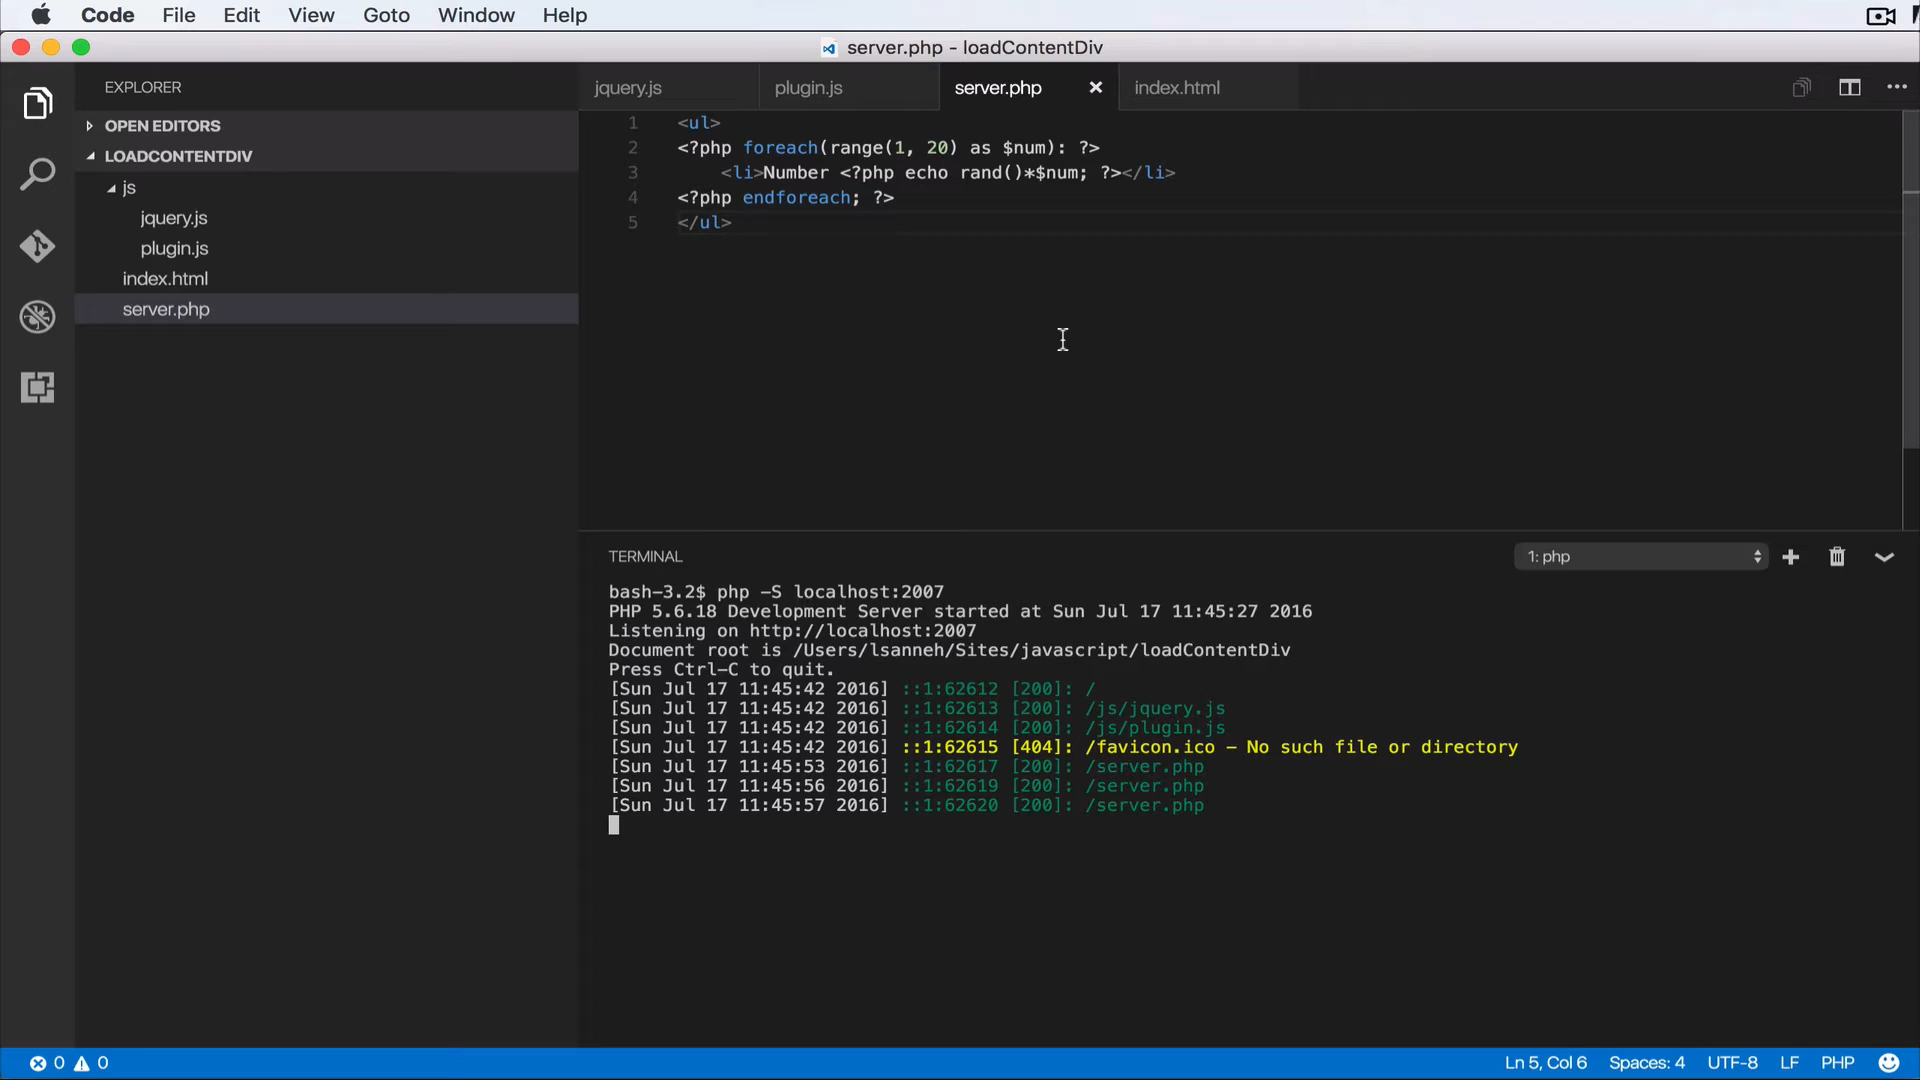 Code File Edit View Goto Window Help
server.php - loadContentDiv
EXPLORER
OPEN EDITORS
LOADCONTENTDIV
js
jquery.js
plugin.js
index.html
server.php
jquery.js plugin.js server.php index.html
1 <ul>
2 <?php foreach(range(1, 20) as $num): ?>
3 <li>Number <?php echo rand()*$num; ?></li>
4 <?php endforeach; ?>
5 </ul>
TERMINAL
1: php
bash-3.2$ php -S localhost:2007
PHP 5.6.18 Development Server started at Sun Jul 17 11:45:27 2016
Listening on http://localhost:2007
Document root is /Users/lsanneh/Sites/javascript/loadContentDiv
Press Ctrl-C to quit.
[Sun Jul 17 11:45:42 2016] ::1:62612 [200]: /
[Sun Jul 17 11:45:42 2016] ::1:62613 [200]: /js/jquery.js
[Sun Jul 17 11:45:42 2016] ::1:62614 [200]: /js/plugin.js
[Sun Jul 17 11:45:42 2016] ::1:62615 [404]: /favicon.ico - No such file or directory
[Sun Jul 17 11:45:53 2016] ::1:62617 [200]: /server.php
[Sun Jul 17 11:45:56 2016] ::1:62619 [200]: /server.php
[Sun Jul 17 11:45:57 2016] ::1:62620 [200]: /server.php
0 0 Ln 5, Col 6 Spaces: 4 UTF-8 LF PHP